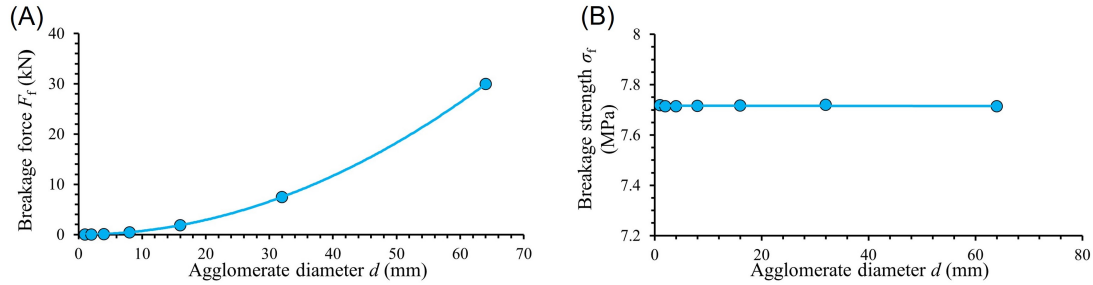 (A)
Breakage force Ff (kN)
40
30
20
10
0
0 10 20 30 40 50 60 70
Agglomerate diameter d (mm)
(B)
Breakage strength σf
(MPa)
8
7.8
7.6
7.4
7.2
0 20 40 60 80
Agglomerate diameter d (mm)